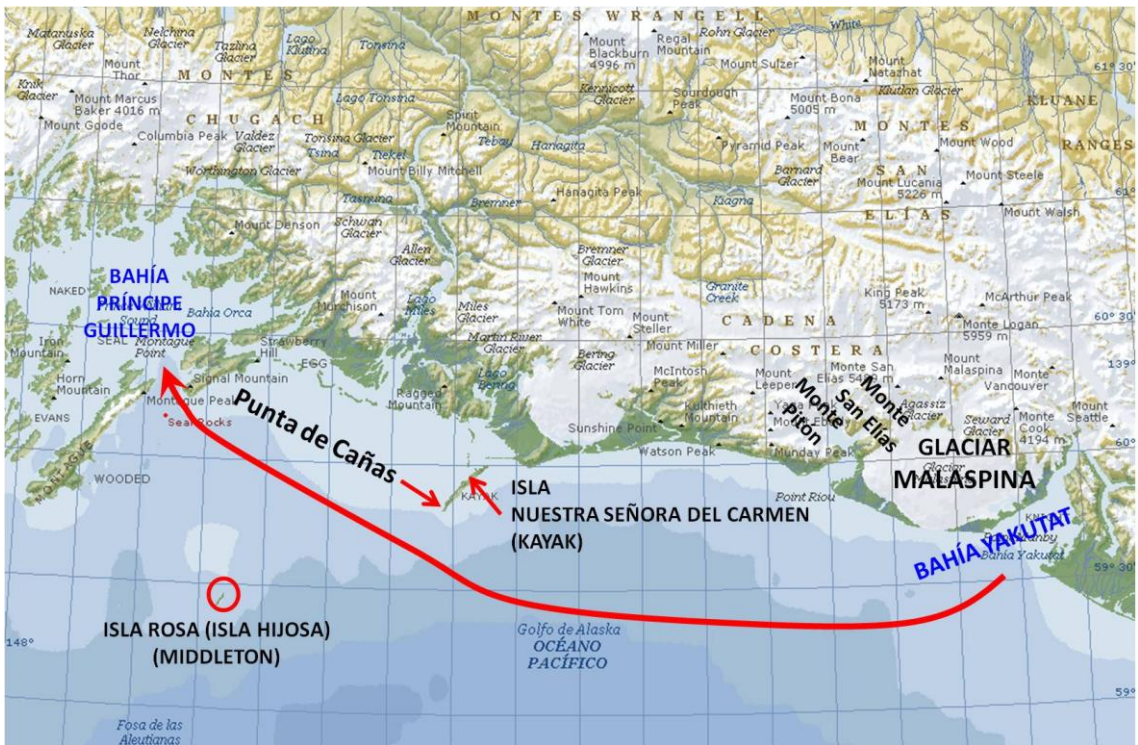 MONTES WRANGELL
Matanuska
Glacier
Nelchina
Glacier
Tazlina
Glacier
Lago
Klutina
Tonsina
Mount
Blackburn
4996 m
Regal
Mountain
Rohn Glacier
White
61° 30'
Mount
Thor
MONTES
CHUGACH
Knik
Glacier
Mount Marcus
Baker 4016 m
Mount Goode
Columbia Peak
Valdez
Glacier
Worthington Glacier
Lago Tonsina
Tonsina Glacier
Tsina
Tiekel
Mount Billy Mitchell
Spirit
Mountain
Tebay
Hanagita
Kennicott
Glacier
Sourdough
Peak
Mount Sulzer
Mount
Natazhat
Klutlan Glacier
Mount Bona
5005 m
KLUANE
RANGES
MONTES
SAN
ELÍAS
Pyramid Peak
Mount
Bear
Mount Wood
Barnard
Glacier
Mount Lucania
5226 m
Mount Steele
Mount Walsh
61°
Hanagita Peak
Kiagna
Bremner
Tasnuna
Schwan
Glacier
Mount Denson
Allen
Glacier
Bremner
Glacier
Mount
Hawkins
Granite
Creek
King Peak
5173 m
McArthur Peak
60° 30'
BAHÍA
PRÍNCIPE
GUILLERMO
NAKED
Sound
Bahía Orca
SEAL
Montague
Point
Iron
Mountain
Horn
Mountain
EVANS
Strawberry
Hill
EGG
Signal Mountain
Montague Peak
Seal Rocks
MONTAGUE
WOODED
Mount
Murchison
Lago
Miles
Miles
Glacier
Martin River
Glacier
Lago
Bering
Ragged
Mountain
Mount Tom
White
Mount
Steller
Mount Miller
Bering
Glacier
McIntosh
Peak
Kulthieth
Mountain
Sunshine Point
Watson Peak
CADENA
COSTERA
Monte Logan
5959 m
139°
Mount
Leeper
Monte San
Elías 5489 m
Mount
Malaspina
Monte
Vancouver
Munday Peak
Agassiz
Glacier
Seward
Glacier
Monte
Cook
4194 m
Mount
Seattle
60°
Monte
Piton
Monte
San Elías
GLACIAR
MALASPINA
Glaciar
Point Riou
BAHÍA YAKUTAT
Bahía Yakutat
59° 30'
Punta de Cañas
KAYAK
ISLA
NUESTRA SEÑORA DEL CARMEN
(KAYAK)
ISLA ROSA (ISLA HIJOSA)
(MIDDLETON)
148°
Golfo de Alaska
OCÉANO
PACÍFICO
59°
Fosa de las
Aleutianas